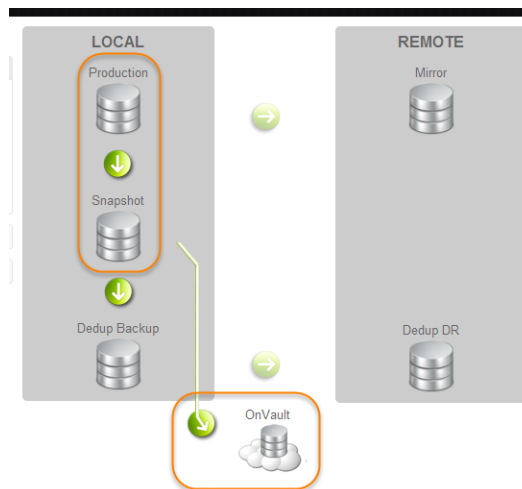 LOCAL
REMOTE
Production
Mirror
Snapshot
Dedup Backup
Dedup DR
OnVault